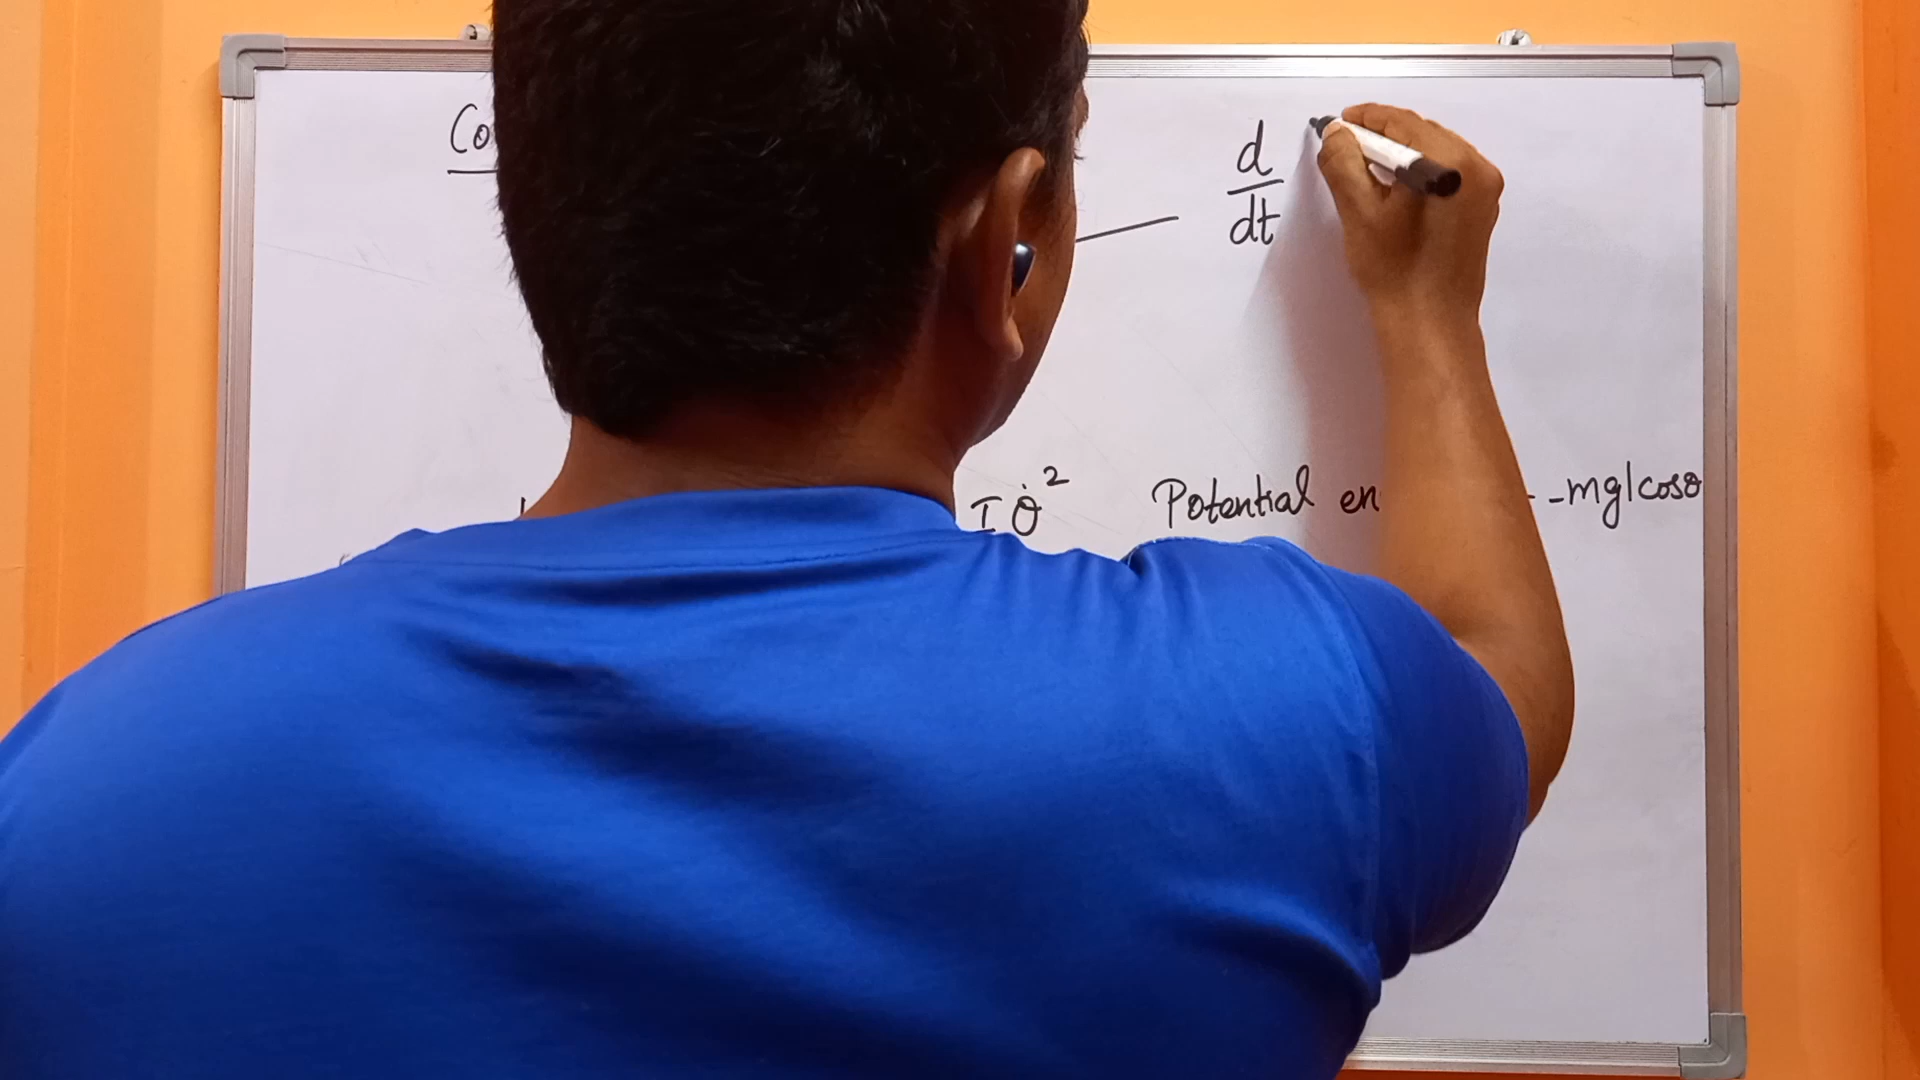 Co
d
dt
I θ̇² Potential en - -mglcosθ